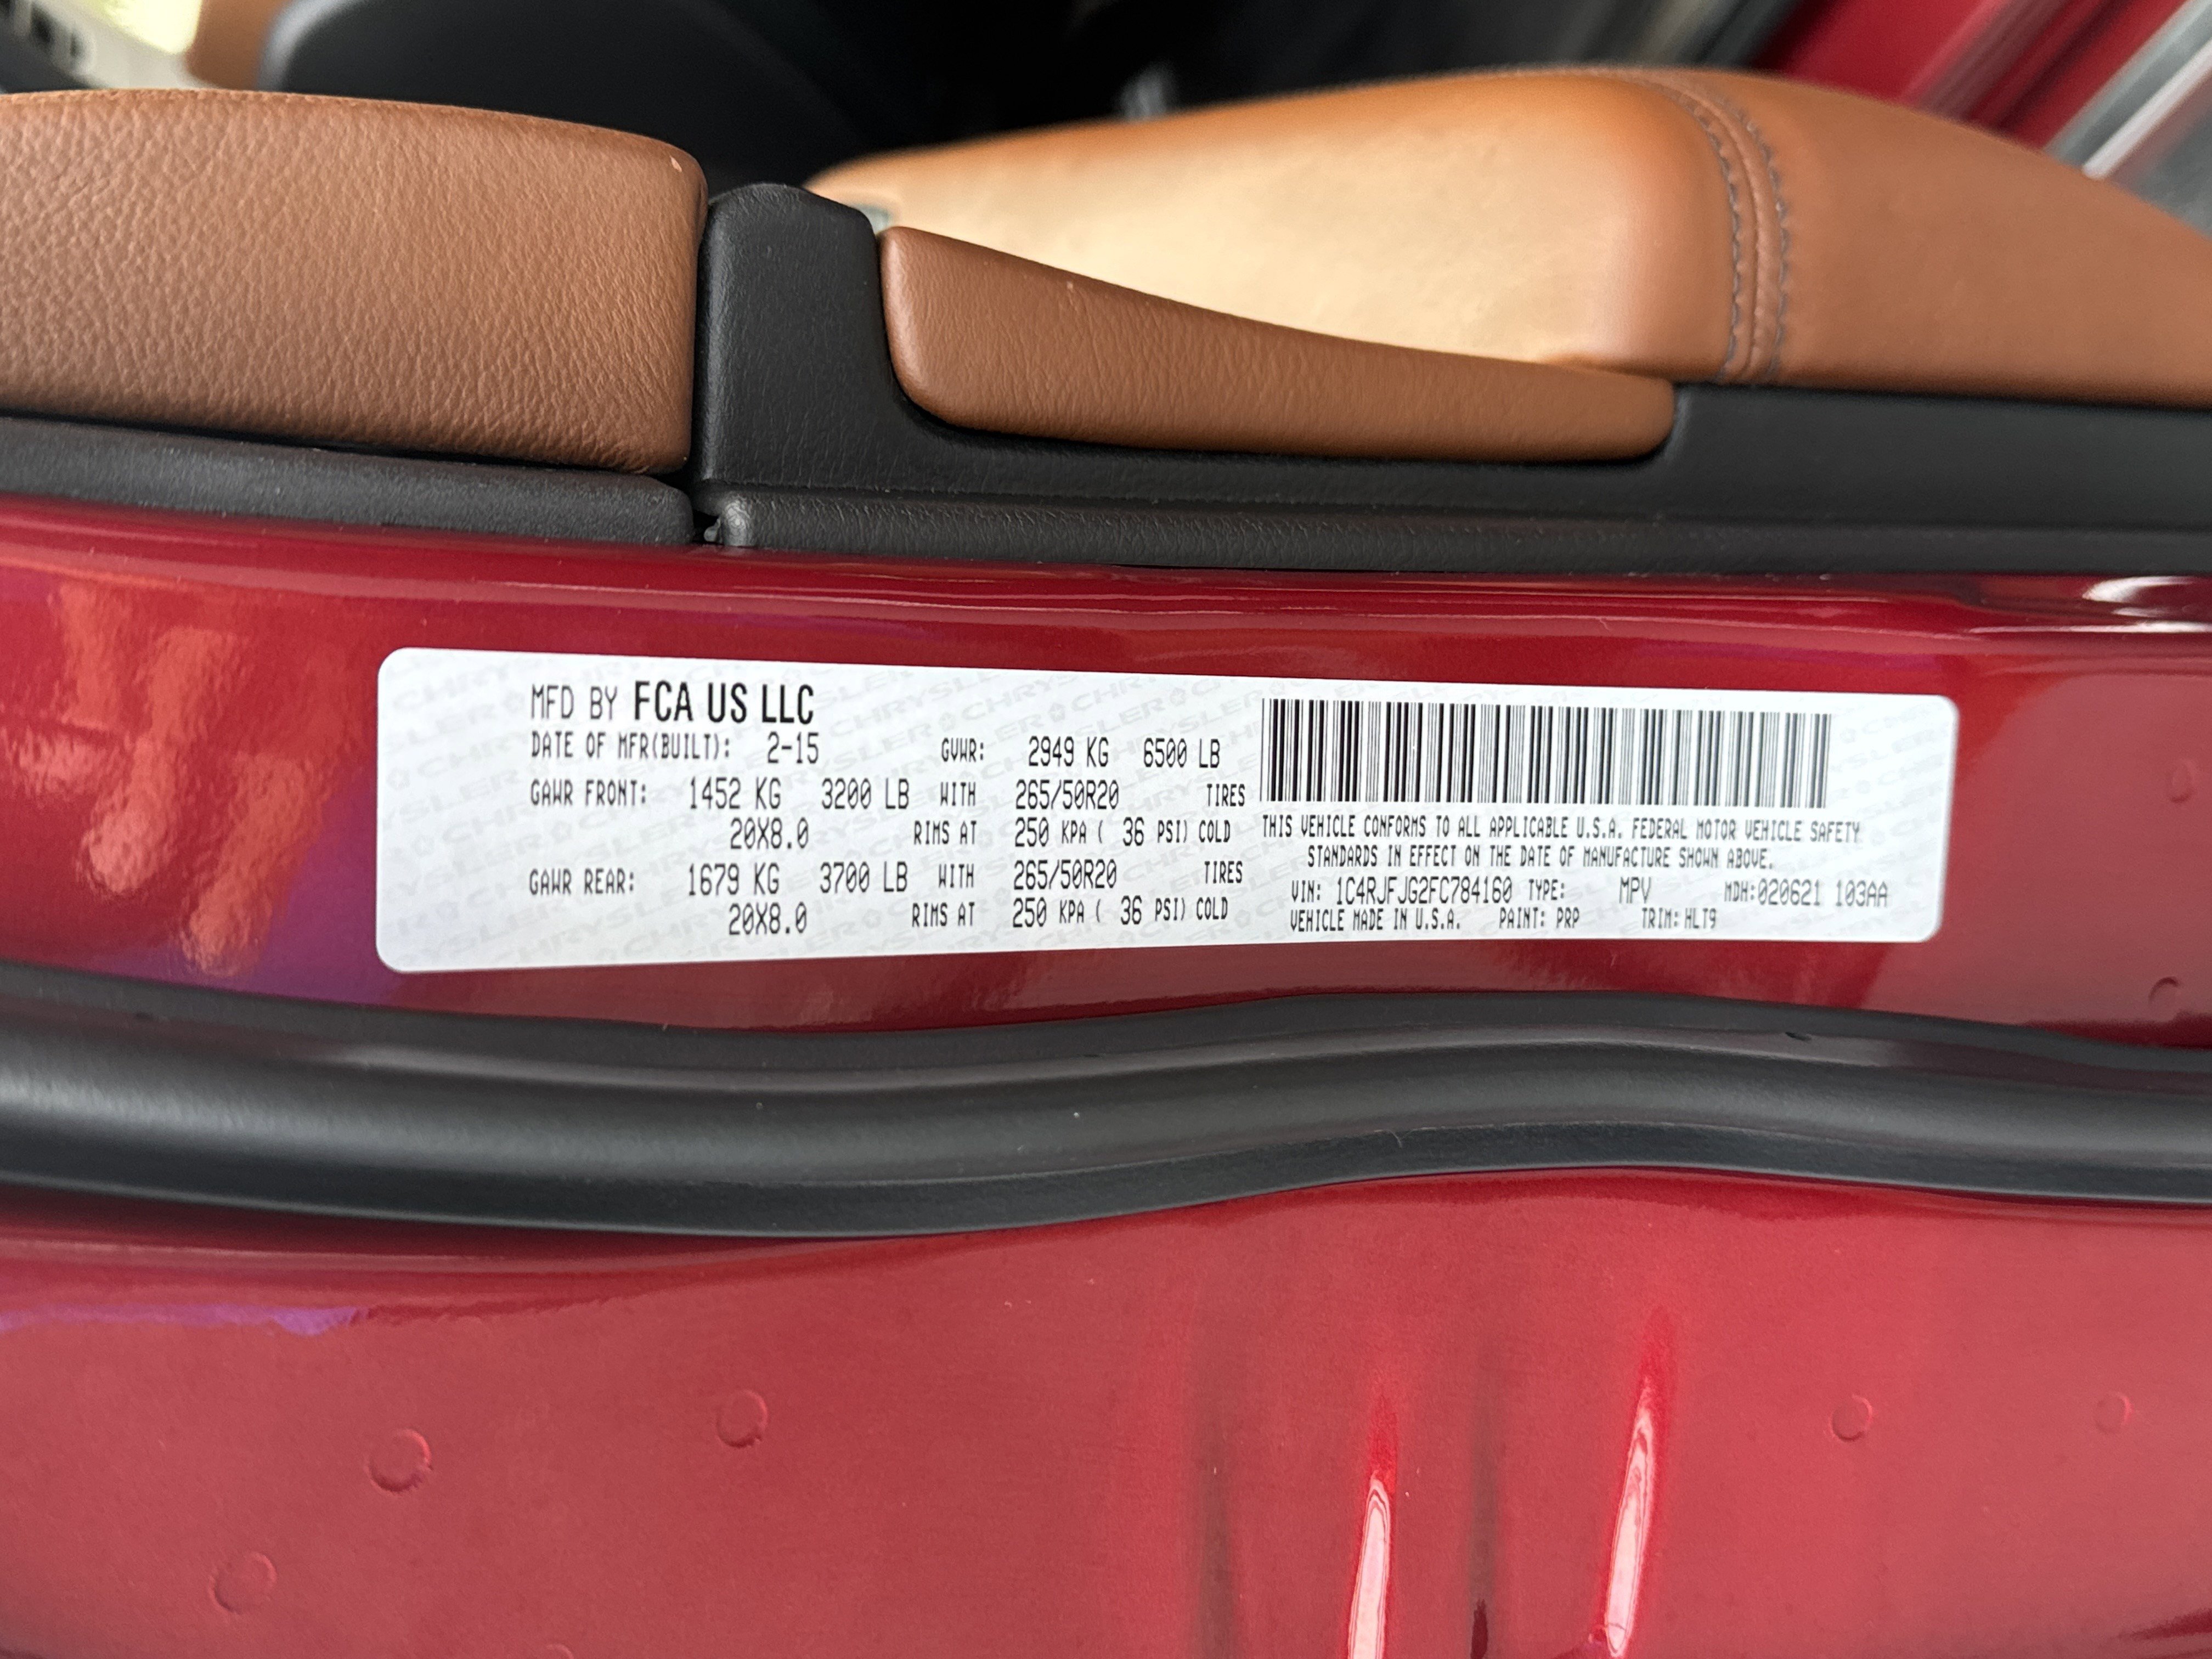 MFD BY FCA US LLC
DATE OF MFR(BUILT): 2-15 GVWR: 2949 KG 6500 LB
GAWR FRONT: 1452 KG 3200 LB WITH 265/50R20 TIRES
20X8.0 RIMS AT 250 KPA ( 36 PSI) COLD
GAWR REAR: 1679 KG 3700 LB WITH 265/50R20 TIRES
20X8.0 RIMS AT 250 KPA ( 36 PSI) COLD
THIS VEHICLE CONFORMS TO ALL APPLICABLE U.S.A. FEDERAL MOTOR VEHICLE SAFETY
STANDARDS IN EFFECT ON THE DATE OF MANUFACTURE SHOWN ABOVE.
VIN: 1C4RJFJG2FC784160 TYPE: MPV MDH:020621 103AA
VEHICLE MADE IN U.S.A. PAINT: PRP TRIM: HLT9